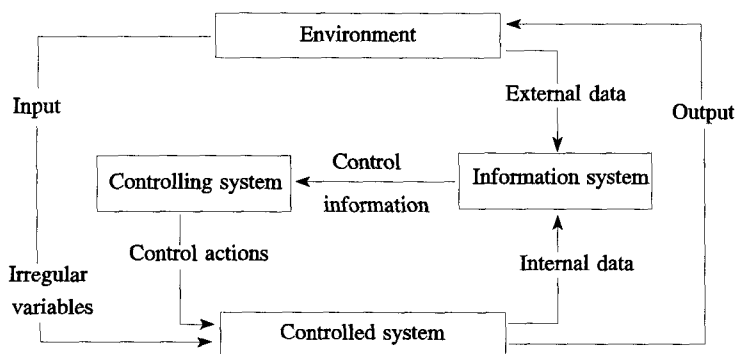 Environment
Input
External data
Output
Controlling system
Control
information
Information system
Control actions
Internal data
Irregular
variables
Controlled system